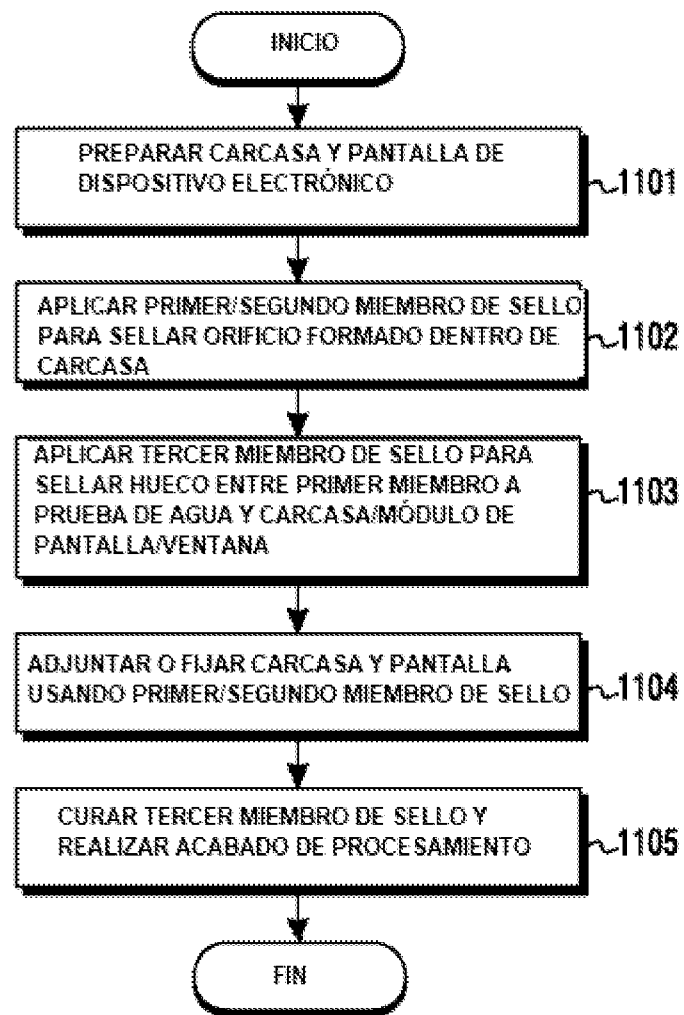 INICIO
PREPARAR CARCASA Y PANTALLA DE
DISPOSITIVO ELECTRÓNICO
1101
APLICAR PRIMER/SEGUNDO MIEMBRO DE SELLO
PARA SELLAR ORIFICIO FORMADO DENTRO DE
CARCASA
1102
APLICAR TERCER MIEMBRO DE SELLO PARA
SELLAR HUECO ENTRE PRIMER MIEMBRO A
PRUEBA DE AGUA Y CARCASA/MÓDULO DE
PANTALLA/VENTANA
1103
ADJUNTAR O FIJAR CARCASA Y PANTALLA
USANDO PRIMER/SEGUNDO MIEMBRO DE SELLO
1104
CURAR TERCER MIEMBRO DE SELLO Y
REALIZAR ACABADO DE PROCESAMIENTO
1105
FIN